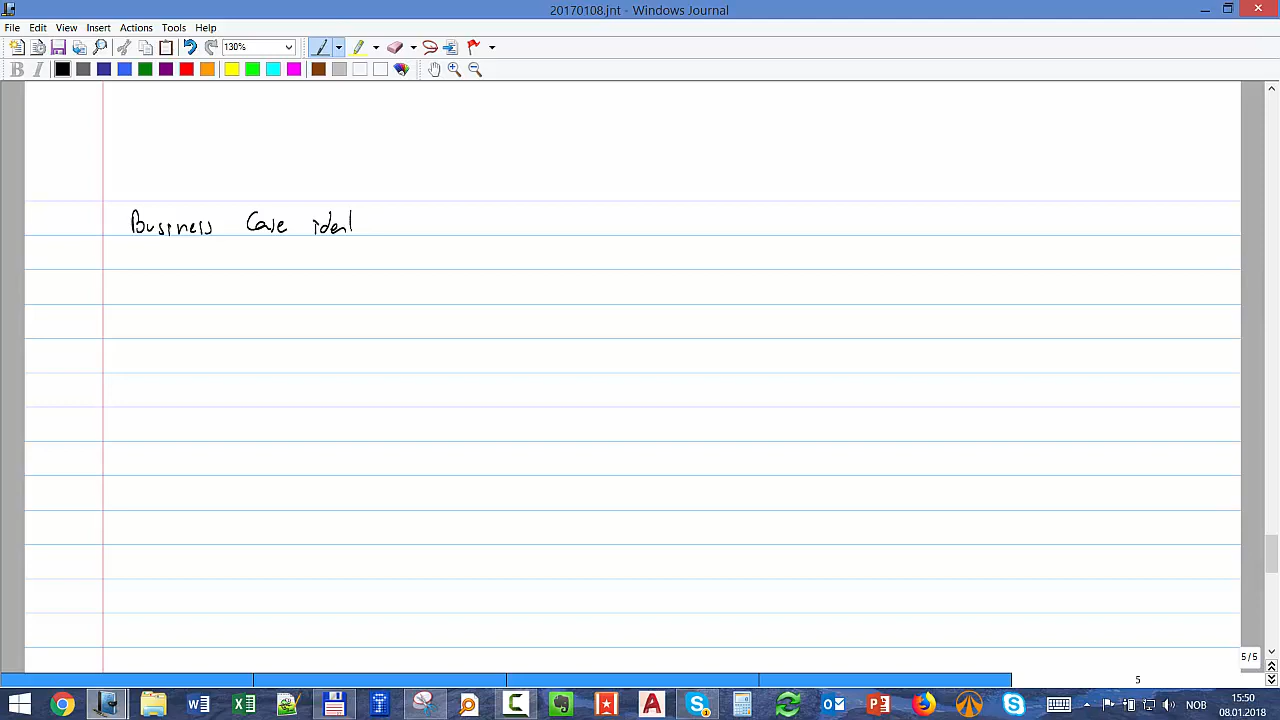 20170108.jnt - Windows Journal
File Edit View Insert Actions Tools Help
130%
B I
Business Case ideal
5/5
5
15:50
NOB
08.01.2018